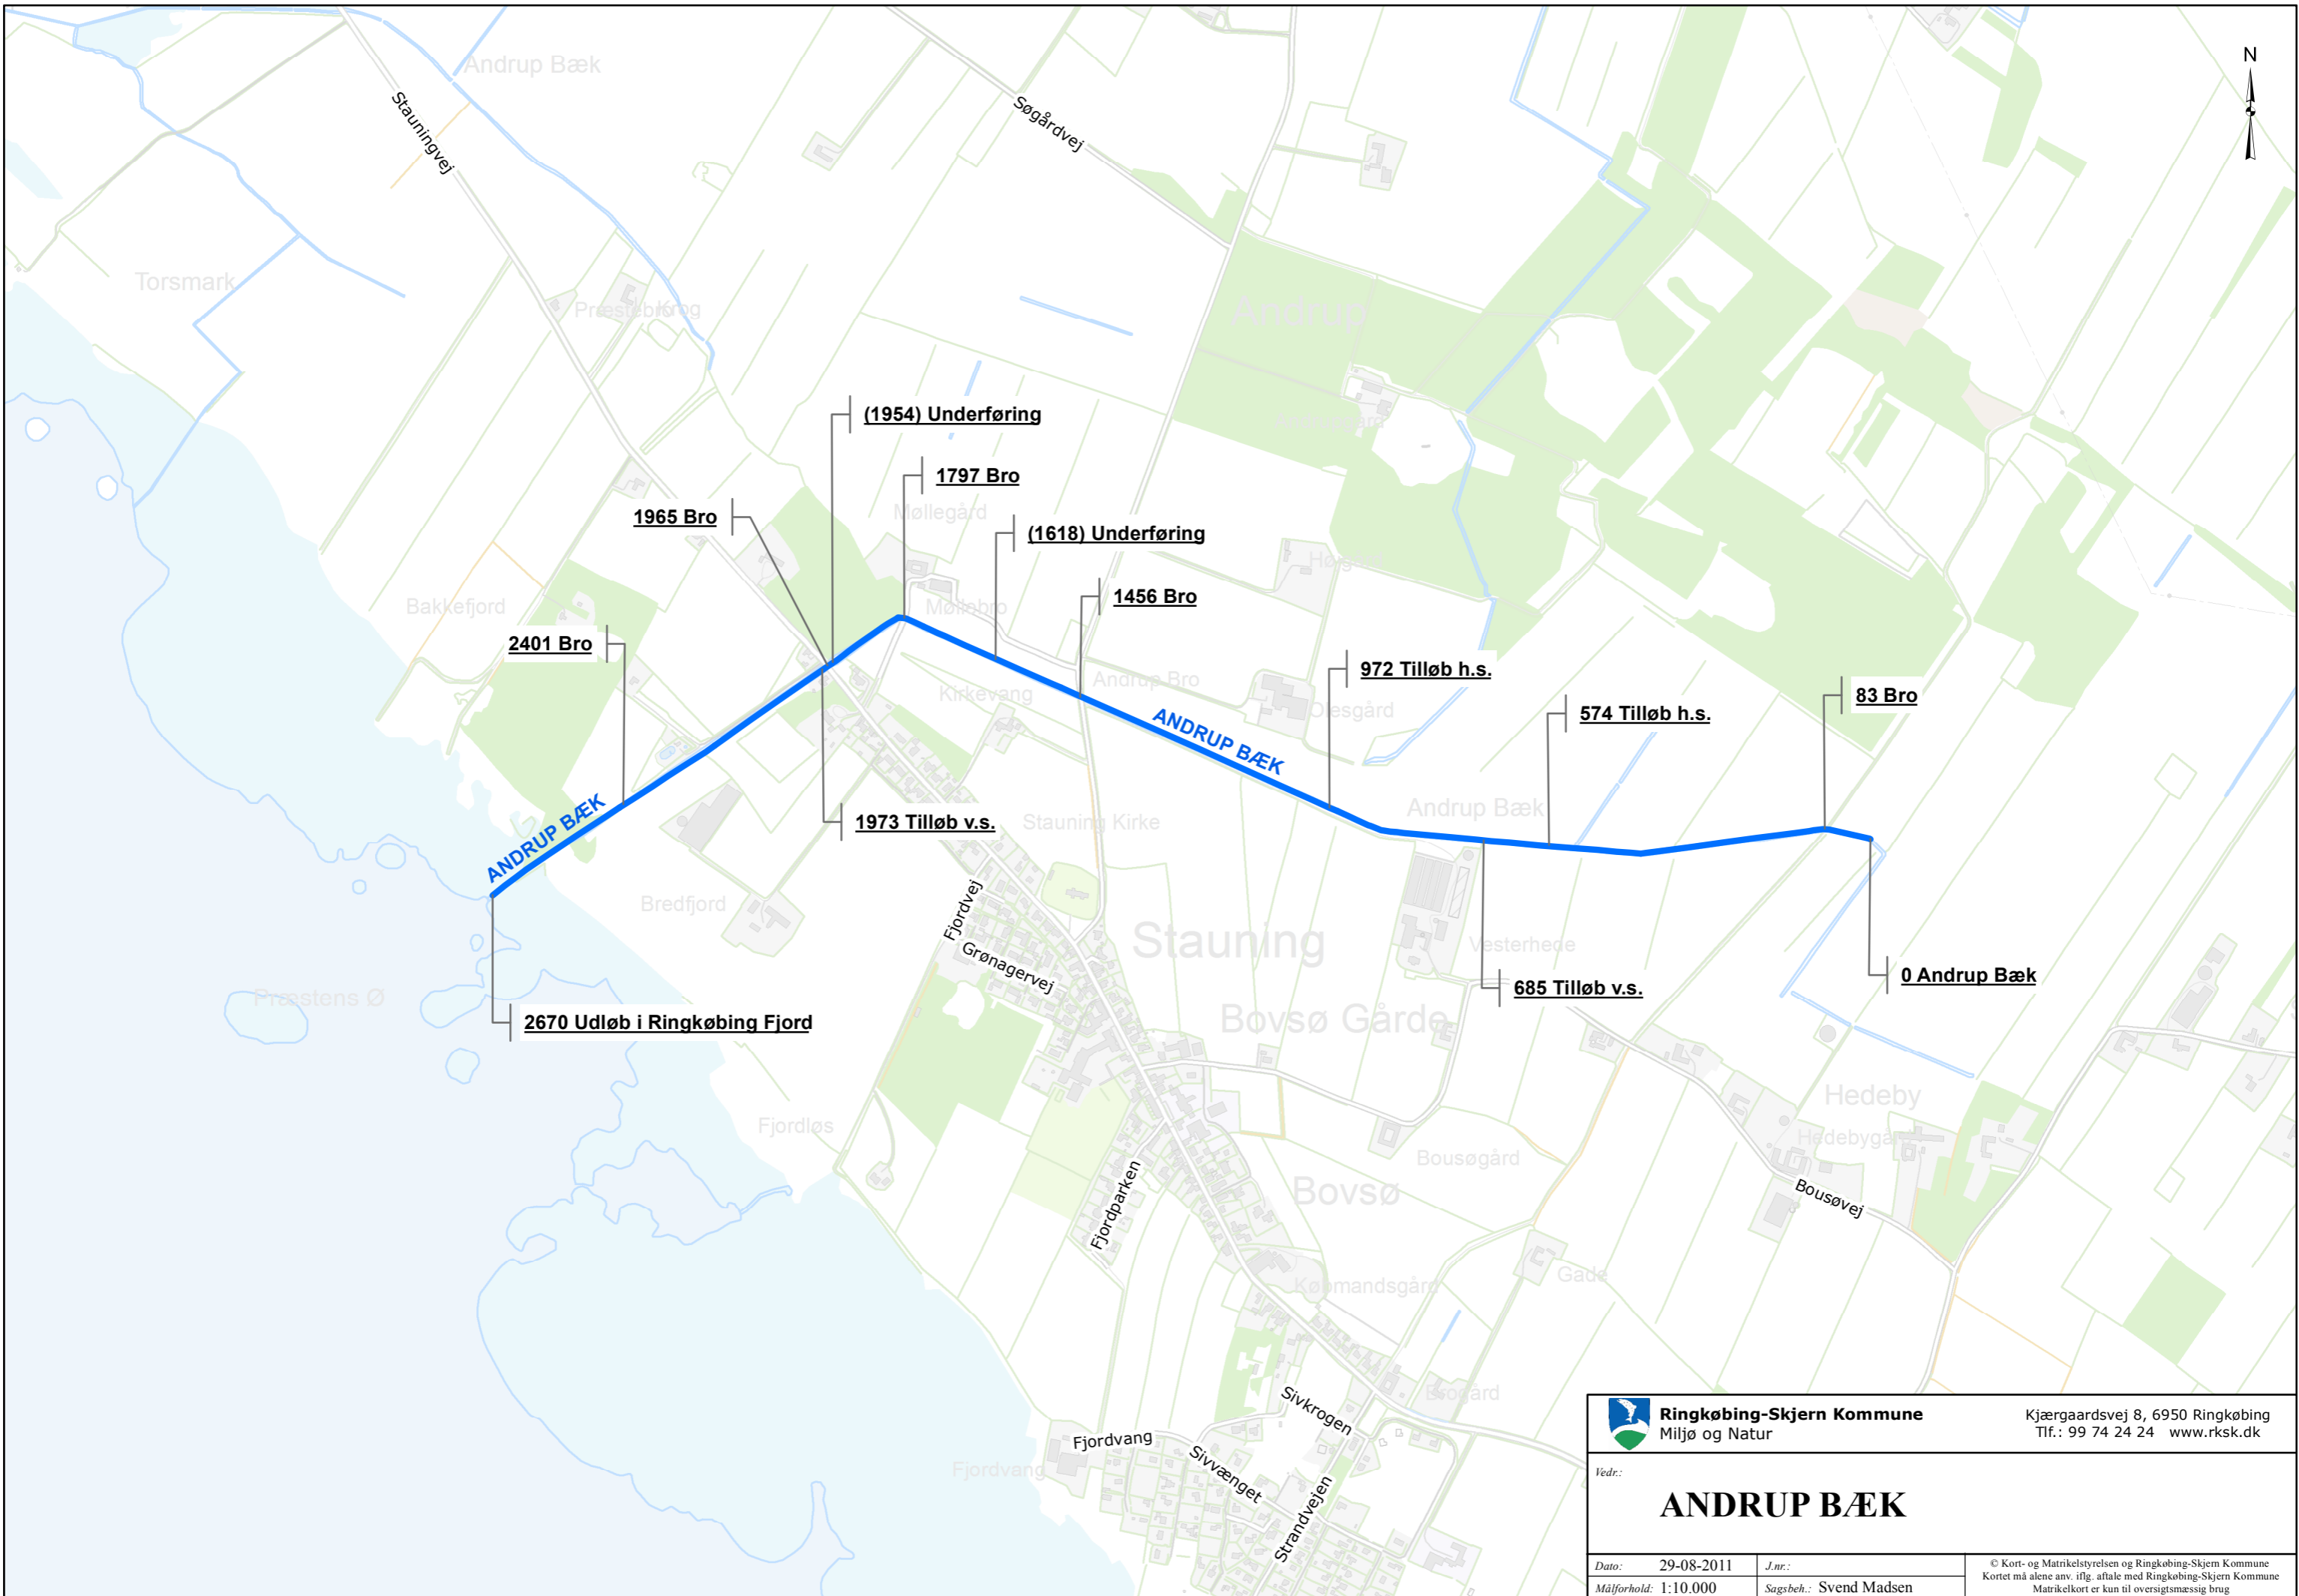 Andrup Bæk
N
Stauningvej
Søgårdvej
Torsmark
Præstebro
Krog
Andrup
(1954) Underføring
1797 Bro
1965 Bro
Møllegård
(1618) Underføring
1456 Bro
Bakkefjord
Møllebro
2401 Bro
972 Tilløb h.s.
Kirkevang
Andrup Bro
Olesgård
574 Tilløb h.s.
83 Bro
ANDRUP BÆK
ANDRUP BÆK
Andrup Bæk
1973 Tilløb v.s.
Stauning Kirke
Bredfjord
Fjordvej
Grønagervej
Stauning
Vesterhede
0 Andrup Bæk
685 Tilløb v.s.
Præstens Ø
2670 Udløb i Ringkøbing Fjord
Bovsø Gårde
Hedeby
Fjordløs
Hedebygård
Bousøgård
Bovsø
Bousøvej
Fjordparken
Gade
Købmandsgård
Brogård
Sivkrogen
Fjordvang
Fjordvang
Sivvænget
Strandvejen
Ringkøbing-Skjern Kommune
Miljø og Natur
Kjærgaardsvej 8, 6950 Ringkøbing
Tlf.: 99 74 24 24 www.rksk.dk
Vedr.:
ANDRUP BÆK
Dato: 29-08-2011
J.nr.:
Målforhold: 1:10.000
Sagsbeh.: Svend Madsen
© Kort- og Matrikelstyrelsen og Ringkøbing-Skjern Kommune
Kortet må alene anv. iflg. aftale med Ringkøbing-Skjern Kommune
Matrikelkort er kun til oversigtsmæssig brug